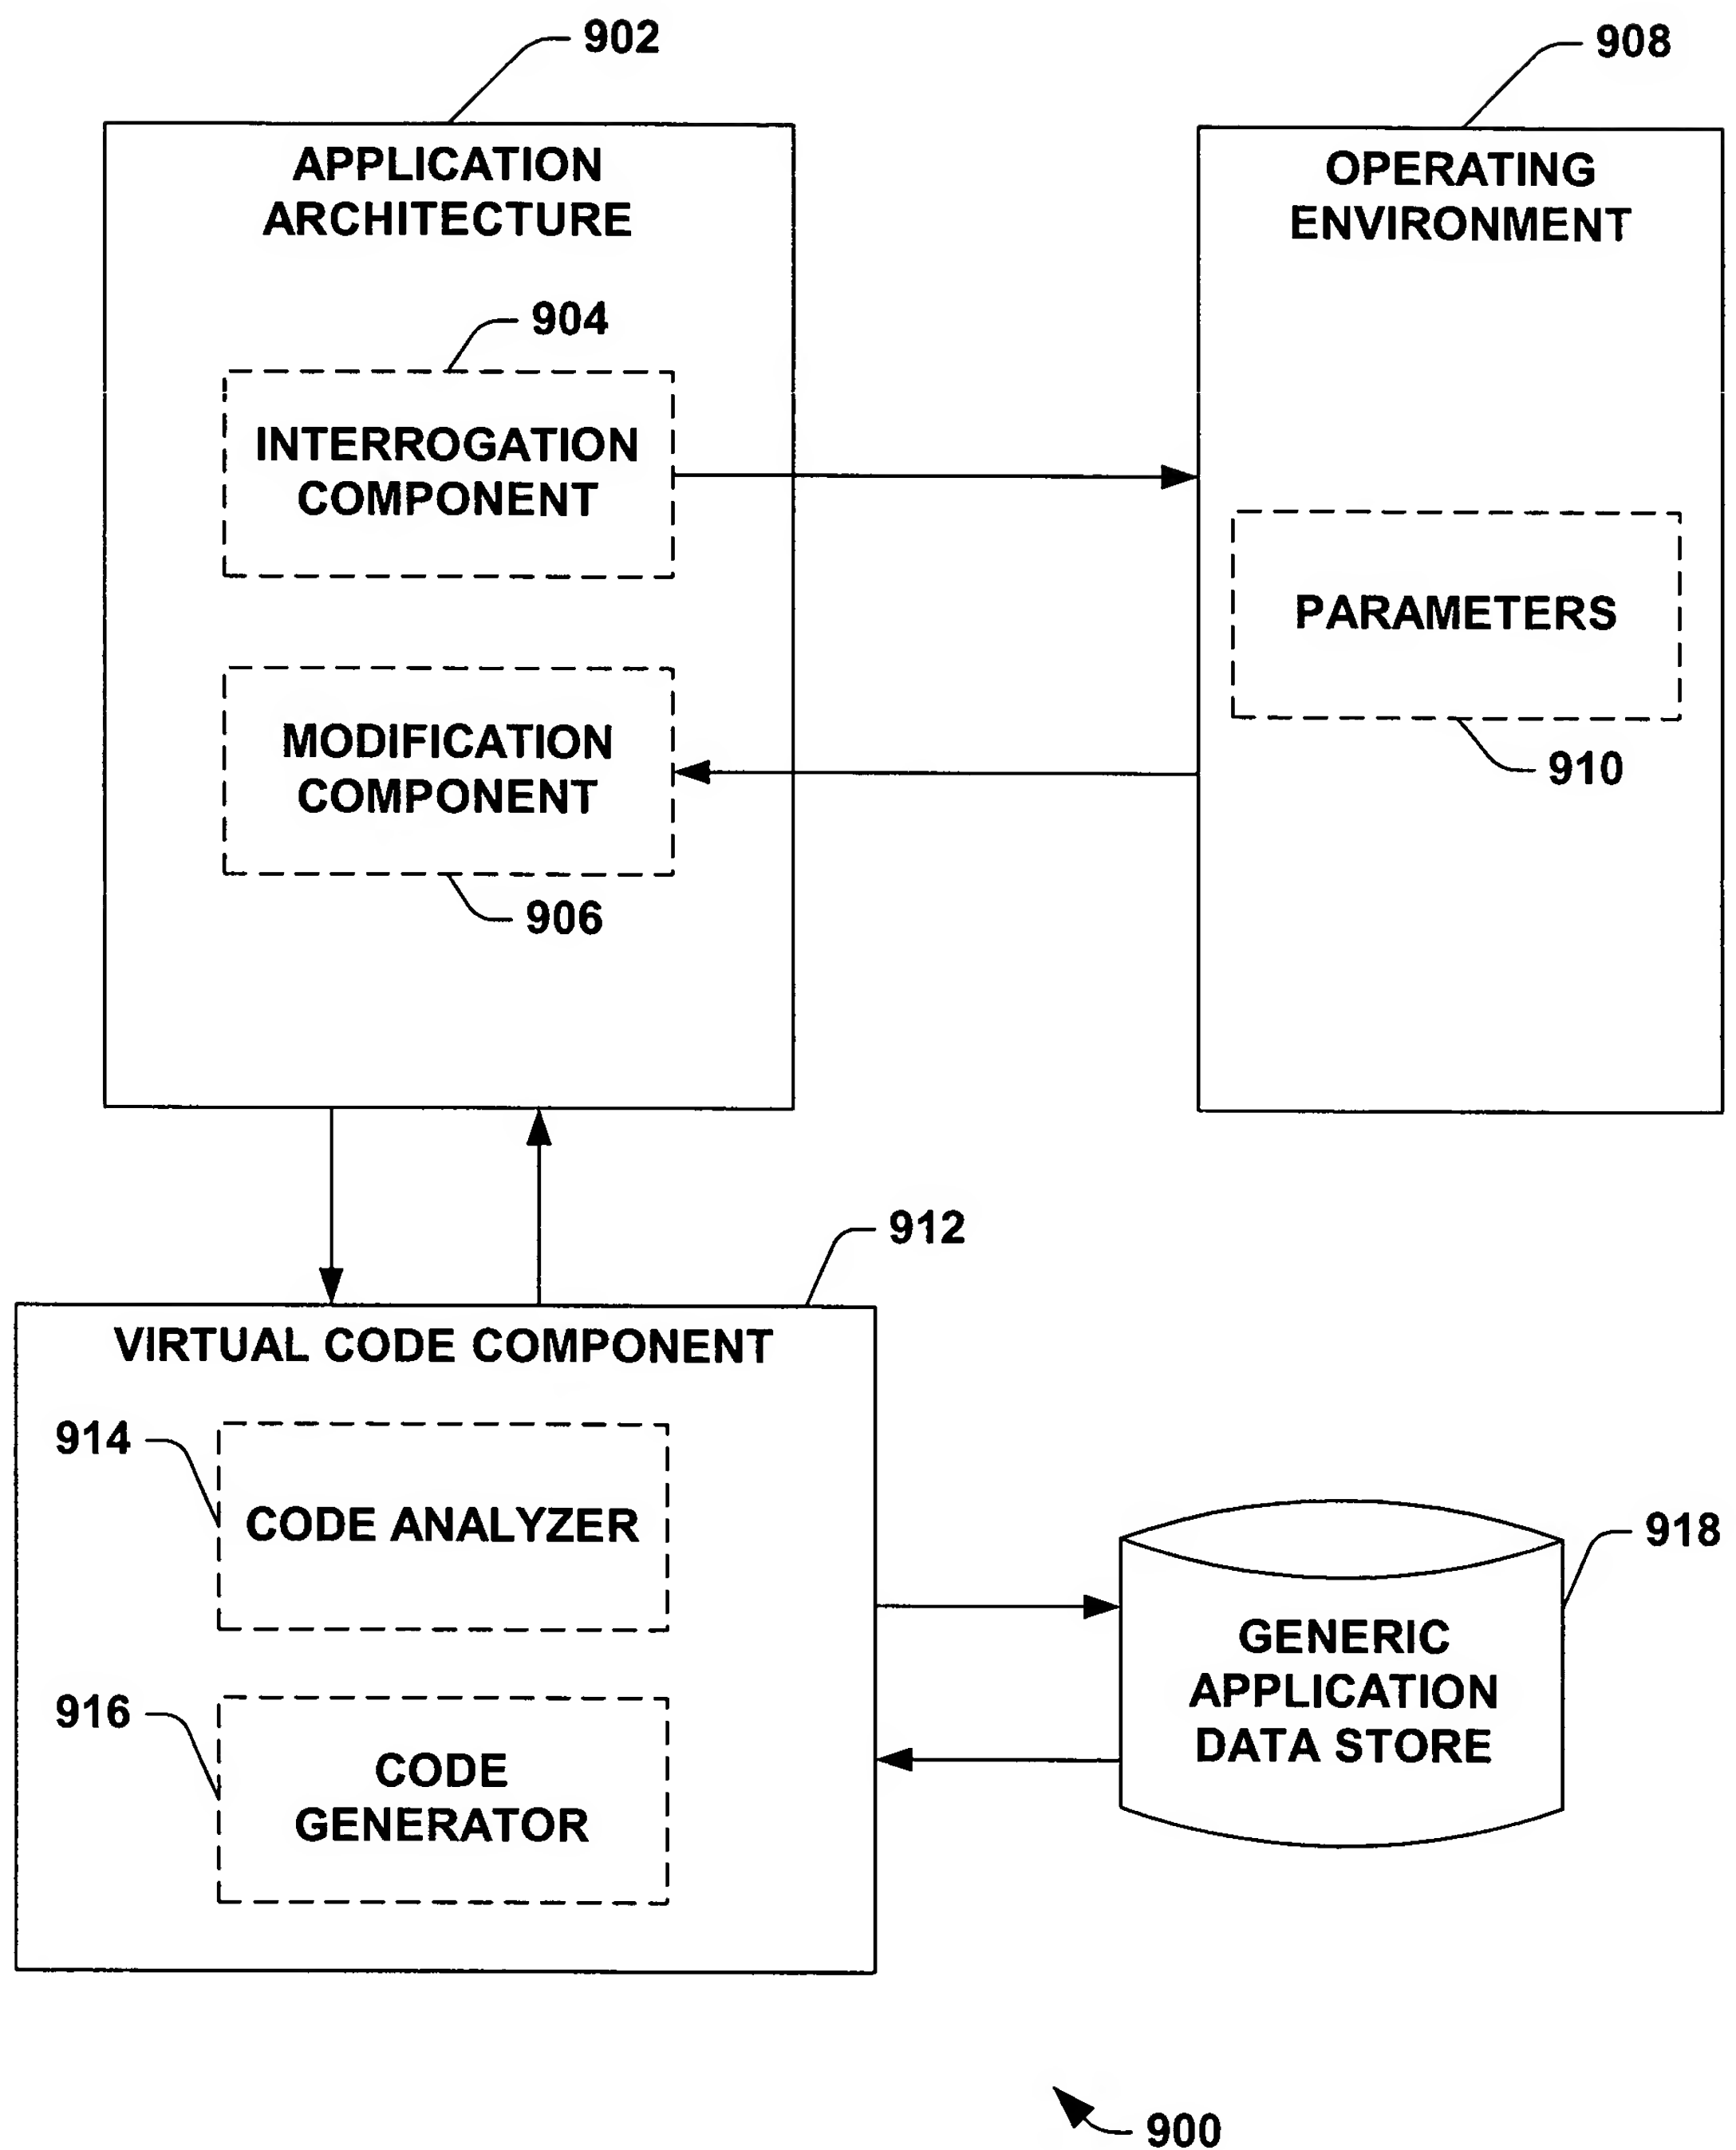 902
APPLICATION
ARCHITECTURE
904
INTERROGATION
COMPONENT
MODIFICATION
COMPONENT
906
908
OPERATING
ENVIRONMENT
PARAMETERS
910
912
VIRTUAL CODE COMPONENT
914
CODE ANALYZER
916
CODE
GENERATOR
918
GENERIC
APPLICATION
DATA STORE
900